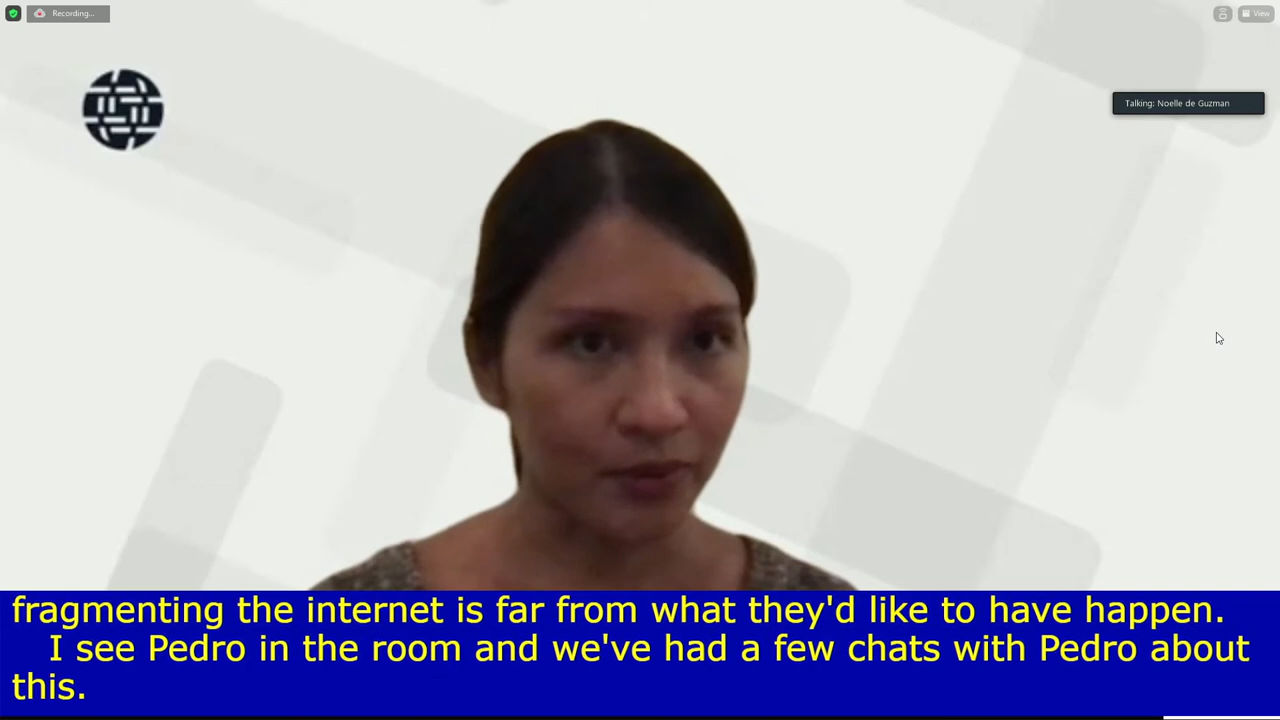 Recording...
View
Talking: Noelle de Guzman
fragmenting the internet is far from what they'd like to have happen.
I see Pedro in the room and we've had a few chats with Pedro about
this.